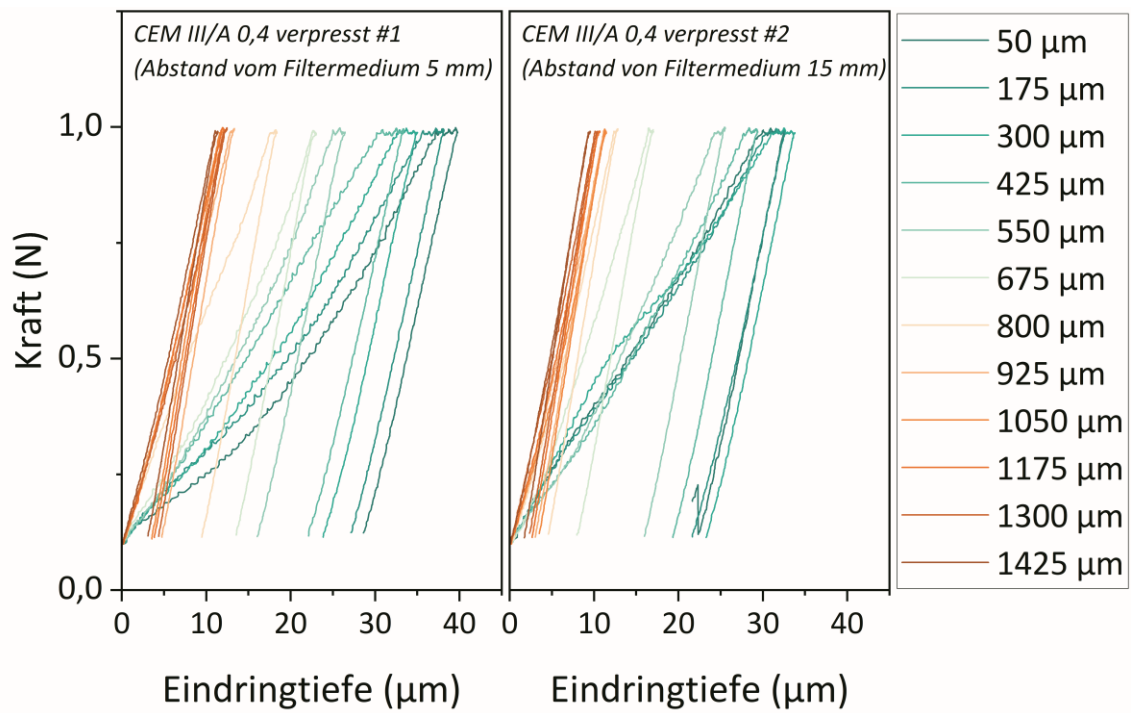 CEM III/A 0,4 verpresst #1
(Abstand vom Filtermedium 5 mm)
CEM III/A 0,4 verpresst #2
(Abstand von Filtermedium 15 mm)
50 µm
175 µm
300 µm
425 µm
550 µm
675 µm
800 µm
925 µm
1050 µm
1175 µm
1300 µm
1425 µm
Kraft (N)
1,0
0,5
0,0
0 10 20 30 40
0 10 20 30 40
Eindringtiefe (µm)
Eindringtiefe (µm)